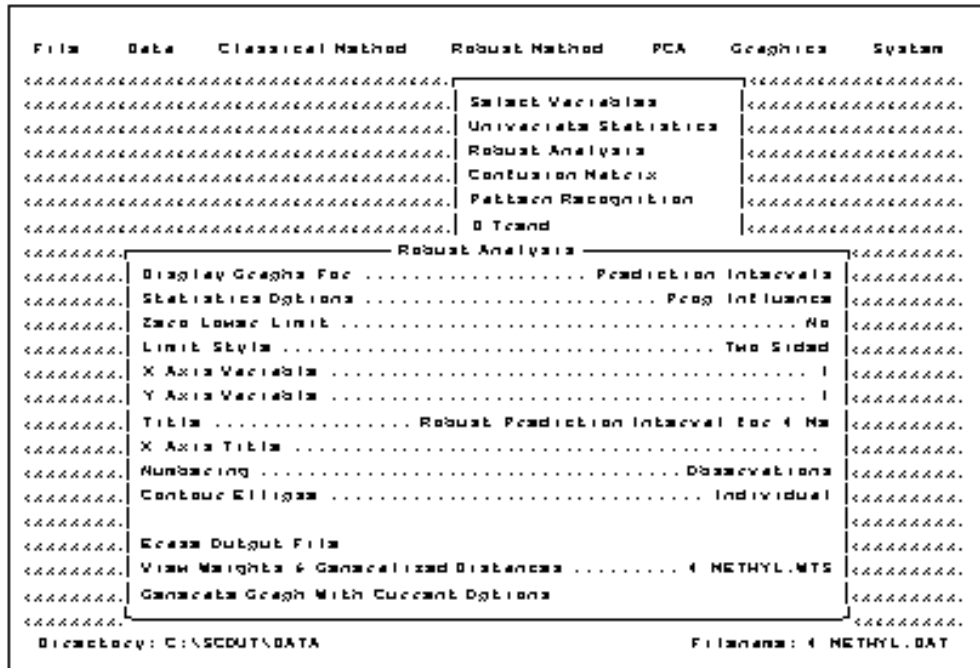 File Data Classical Method Robust Method PCA Graphics System
Select Variables
Univariate Statistics
Robust Analysis
Confusion Matrix
Pattern Recognition
D Trend
Robust Analysis
Display Graphs For .................... Prediction Intervals
Statistics Options .......................... Prop Influence
Zero Lower Limit .......................................... No
Limit Style ........................................ Two Sided
X Axis Variable ............................................ 1
Y Axis Variable ............................................ 1
Title .................. Robust Prediction Interval For 4 Me
X Axis Title ................................................
Numbering ...................................... Observations
Contour Ellipse .................................. Individual
Erase Output File
View Weights & Generalized Distances ......... 4 METHYL.WTS
Generate Graph With Current Options
Directory: C:\SCOUT\DATA Filename: 4 METHYL.DAT